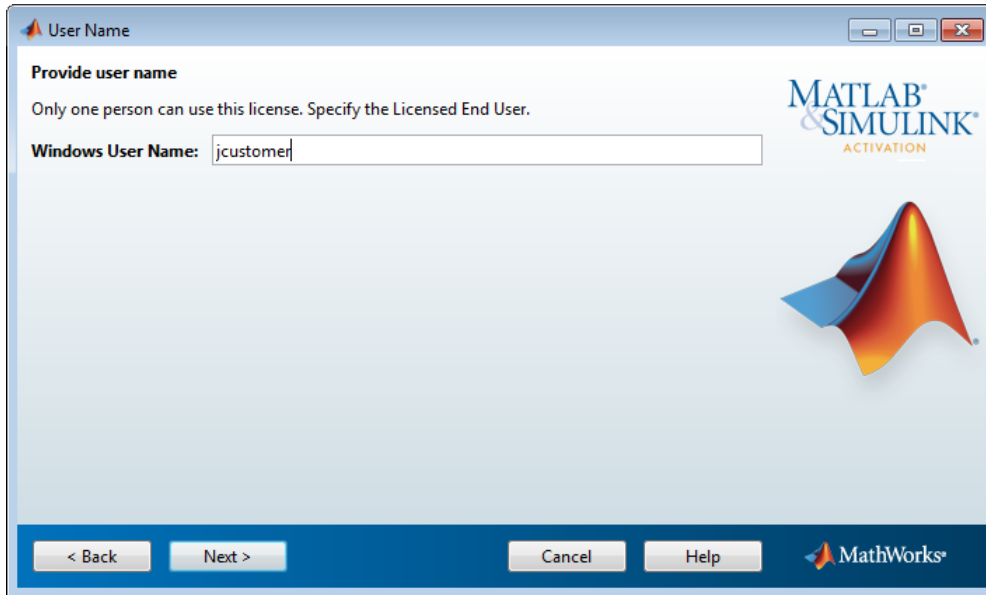 User Name
Provide user name
Only one person can use this license. Specify the Licensed End User.
Windows User Name: jcustomer
MATLAB®
&SIMULINK®
ACTIVATION
®
< Back Next > Cancel Help MathWorks®